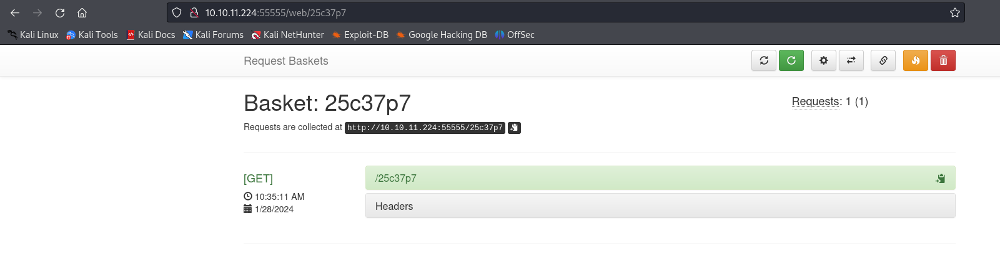 10.10.11.224:55555/web/25c37p7
Kali Linux Kali Tools Kali Docs Kali Forums Kali NetHunter Exploit-DB Google Hacking DB OffSec
Request Baskets
Basket: 25c37p7
Requests: 1 (1)
Requests are collected at http://10.10.11.224:55555/25c37p7
[GET]
/25c37p7
10:35:11 AM
Headers
1/28/2024